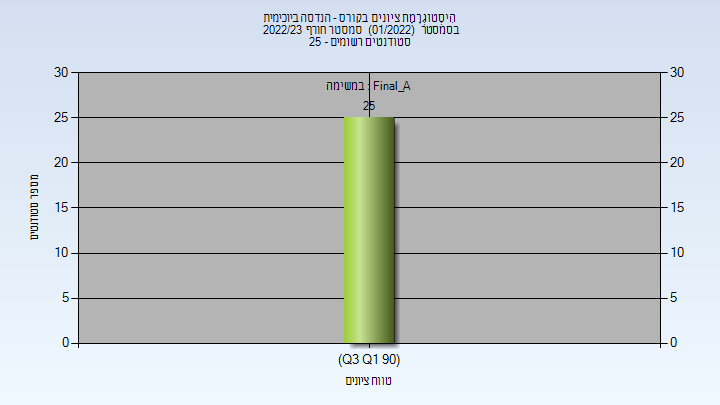 היסטוגרמת ציונים בקורס - הנדסה ביוכימית
בסמסטר (01/2022) סמסטר חורף 2022/23
סטודנטים רשומים - 25
במשימה : Final_A
25
30
25
20
15
10
5
0
30
25
20
15
10
5
0
מספר סטודנטים
(Q3 Q1 90)
טווח ציונים